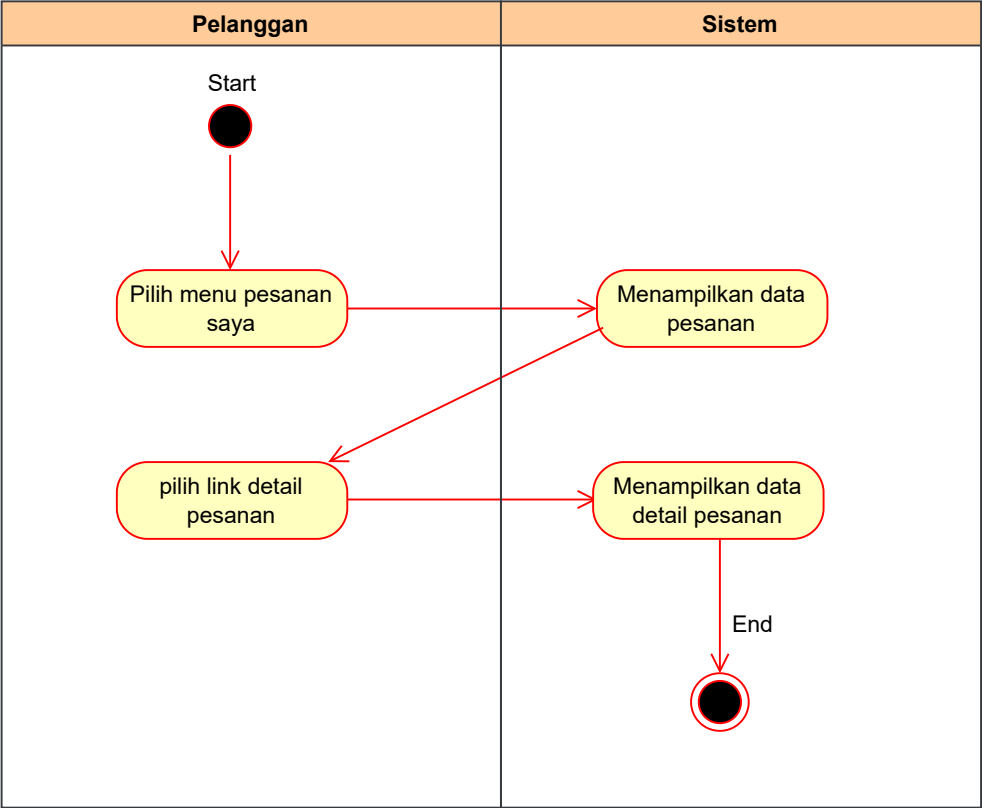 Pelanggan
Sistem
Start
Pilih menu pesanan
saya
Menampilkan data
pesanan
pilih link detail
pesanan
Menampilkan data
detail pesanan
End